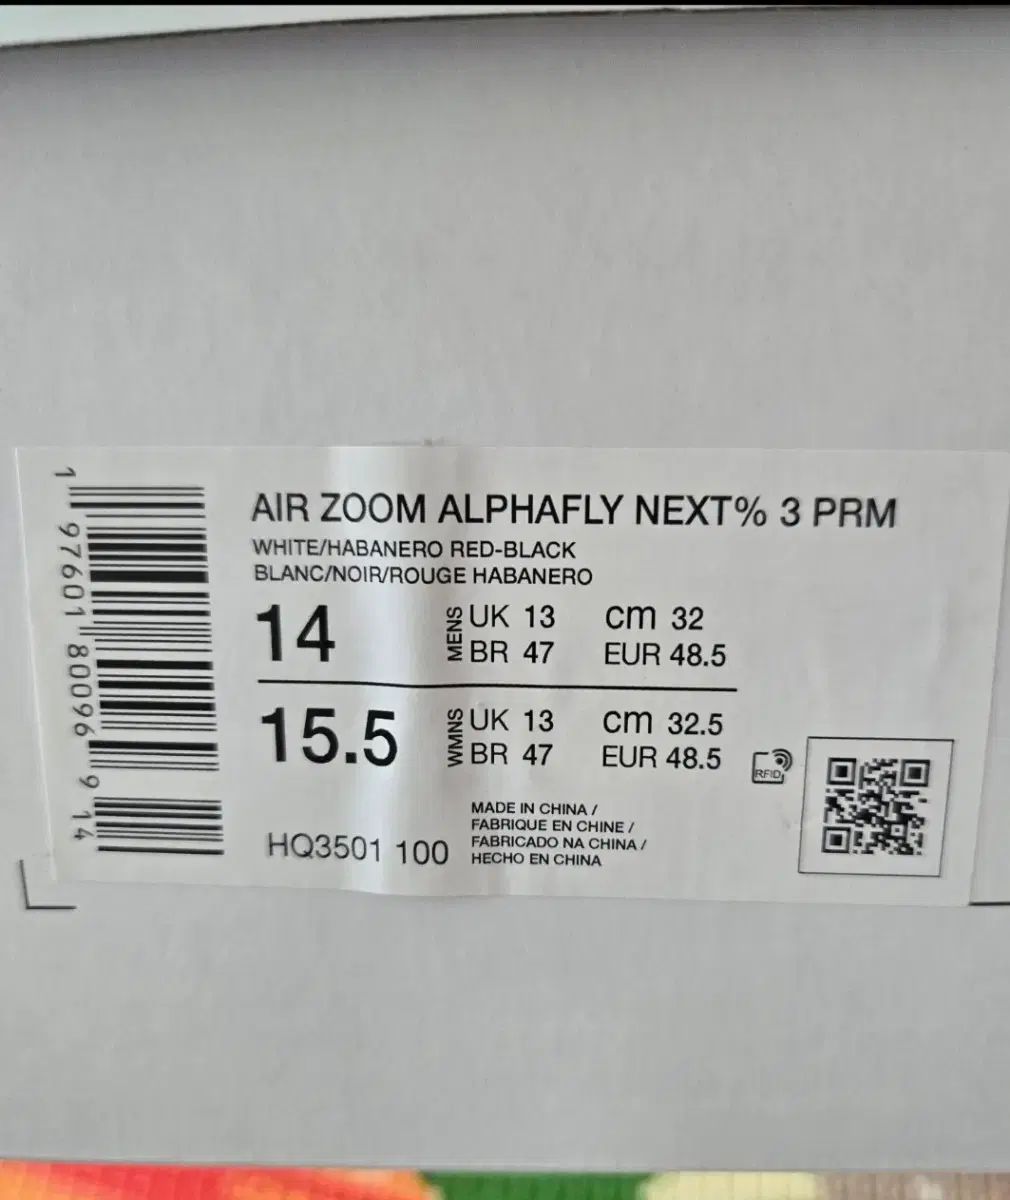 AIR ZOOM ALPHAFLY NEXT% 3 PRM
WHITE/HABANERO RED-BLACK
BLANC/NOIR/ROUGE HABANERO
14 MENS UK 13 cm 32
BR 47 EUR 48.5
15.5 WMNS UK 13 cm 32.5
BR 47 EUR 48.5
RFID
HQ3501 100
MADE IN CHINA /
FABRIQUE EN CHINE /
FABRICADO NA CHINA /
HECHO EN CHINA
1 97601 80096 9 14